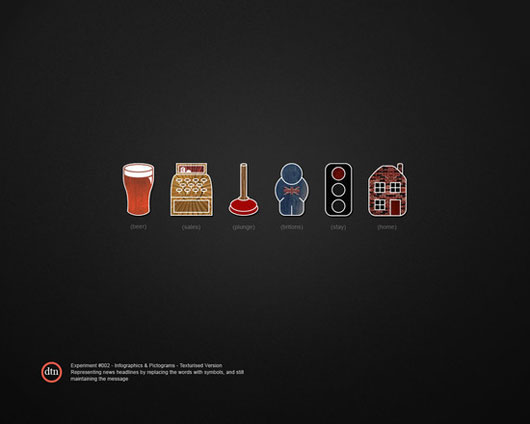 (beer)
(sales)
(plunge)
(britons)
(stay)
(home)
dtn
Experiment #002 - Infographics & Pictograms - Texturised Version
Representing news headlines by replacing the words with symbols, and still
maintaining the message